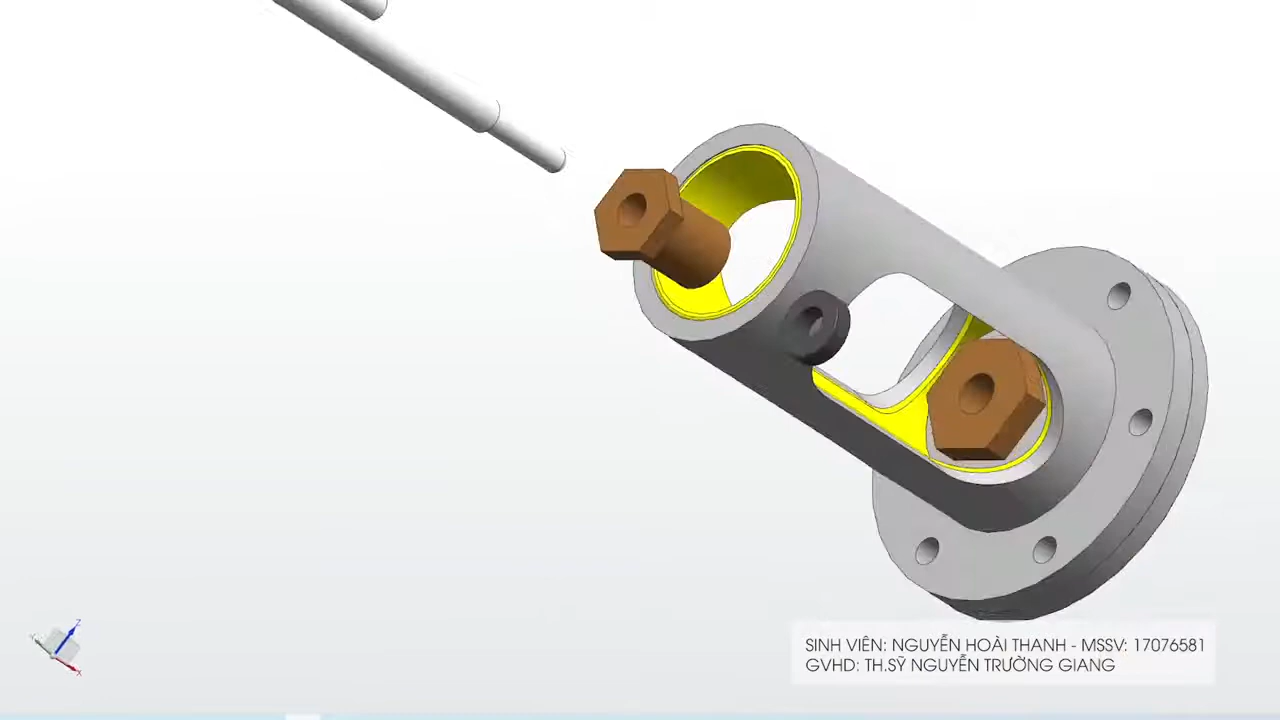 SINH VIÊN: NGUYỄN HOÀI THANH - MSSV: 17076581
GVHD: TH.SỸ NGUYỄN TRƯỜNG GIANG
Z
X